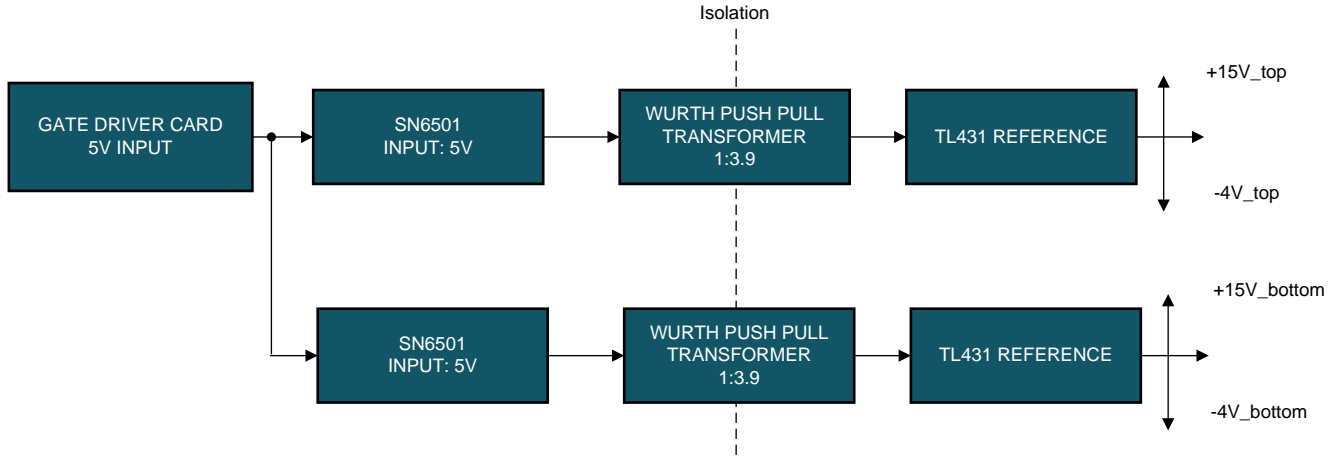 Isolation
GATE DRIVER CARD
5V INPUT
SN6501
INPUT: 5V
WURTH PUSH PULL
TRANSFORMER
1:3.9
TL431 REFERENCE
+15V_top
-4V_top
SN6501
INPUT: 5V
WURTH PUSH PULL
TRANSFORMER
1:3.9
TL431 REFERENCE
+15V_bottom
-4V_bottom